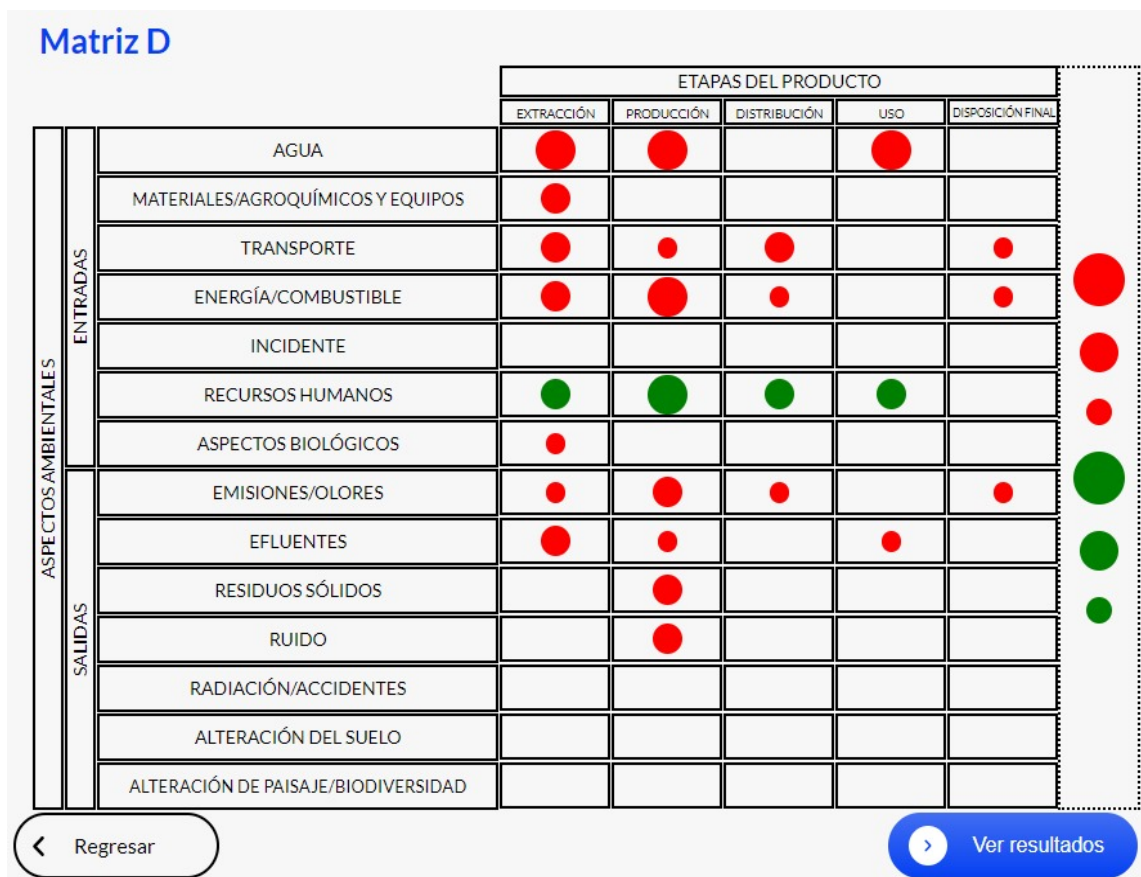 Matriz D
ETAPAS DEL PRODUCTO
EXTRACCIÓN PRODUCCIÓN DISTRIBUCIÓN USO DISPOSICIÓN FINAL
ASPECTOS AMBIENTALES
ENTRADAS
AGUA
MATERIALES/AGROQUÍMICOS Y EQUIPOS
TRANSPORTE
ENERGÍA/COMBUSTIBLE
INCIDENTE
RECURSOS HUMANOS
ASPECTOS BIOLÓGICOS
SALIDAS
EMISIONES/OLORES
EFLUENTES
RESIDUOS SÓLIDOS
RUIDO
RADIACIÓN/ACCIDENTES
ALTERACIÓN DEL SUELO
ALTERACIÓN DE PAISAJE/BIODIVERSIDAD
Regresar
Ver resultados